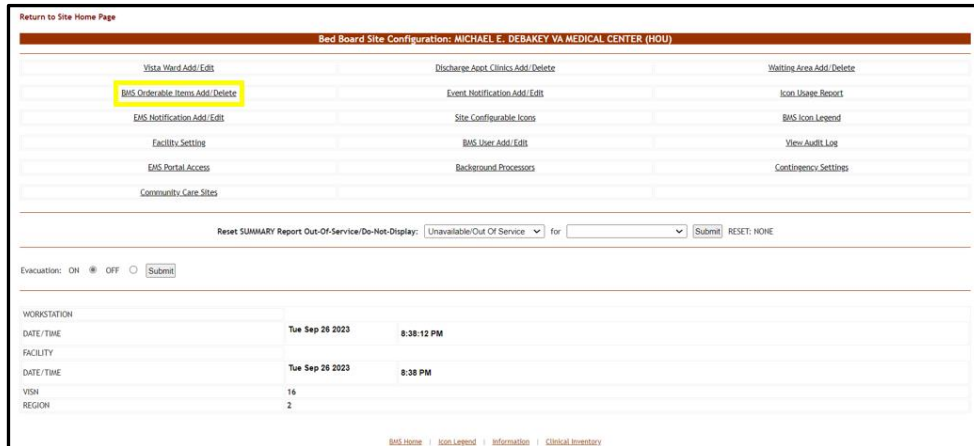 Return to Site Home Page
Bed Board Site Configuration: MICHAEL E. DEBAKEY VA MEDICAL CENTER (HOU)
Vista Ward Add/Edit Discharge Appt Clinics Add/Delete Waiting Area Add/Delete
BMS Orderable Items Add/Delete Event Notification Add/Edit Icon Usage Report
EMS Notification Add/Edit Site Configurable Icons BMS Icon Legend
Facility Setting BMS User Add/Edit View Audit Log
EMS Portal Access Background Processors Contingency Settings
Community Care Sites
Reset SUMMARY Report Out-Of-Service/Do-Not-Display: Unavailable/Out Of Service for Submit RESET: NONE
Evacuation: ON OFF Submit
WORKSTATION
DATE/TIME Tue Sep 26 2023 8:38:12 PM
FACILITY
DATE/TIME Tue Sep 26 2023 8:38 PM
VISN 16
REGION 2
BMS Home | Icon Legend | Information | Clinical Inventory